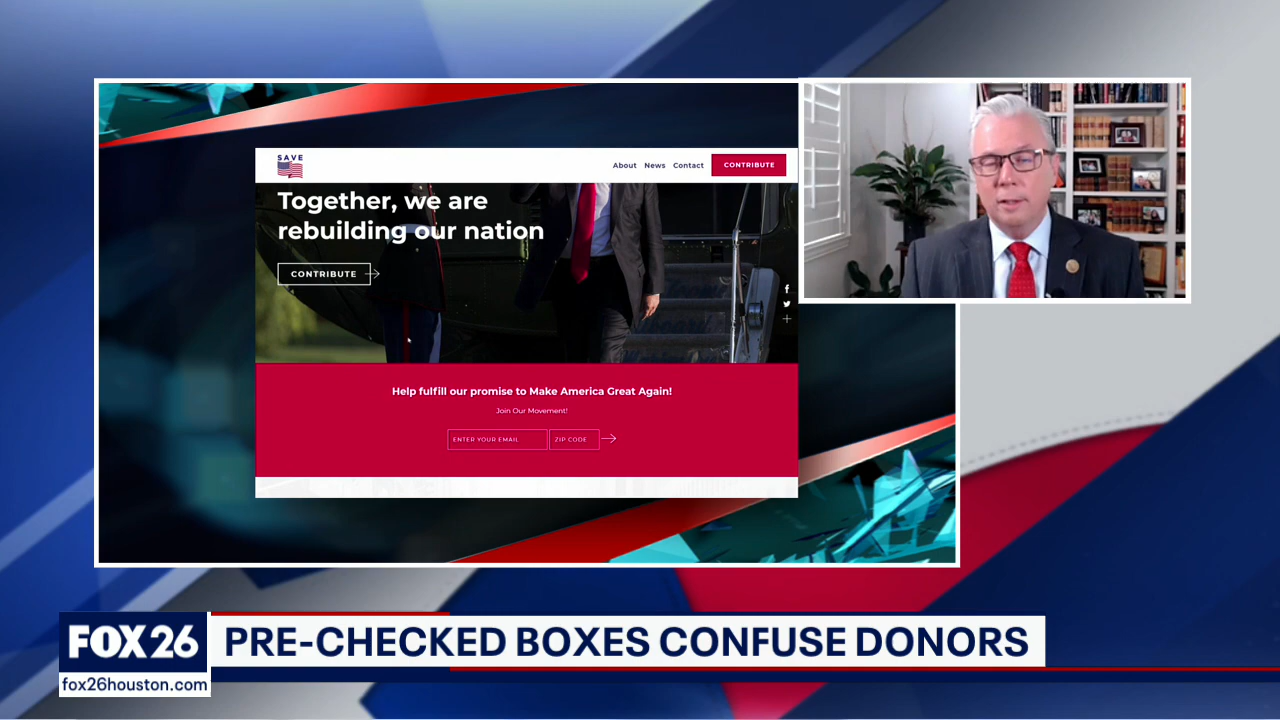 SAVE
About News Contact CONTRIBUTE
Together, we are
rebuilding our nation
CONTRIBUTE
Help fulfill our promise to Make America Great Again!
Join Our Movement!
ENTER YOUR EMAIL ZIP CODE
FOX 26
PRE-CHECKED BOXES CONFUSE DONORS
fox26houston.com